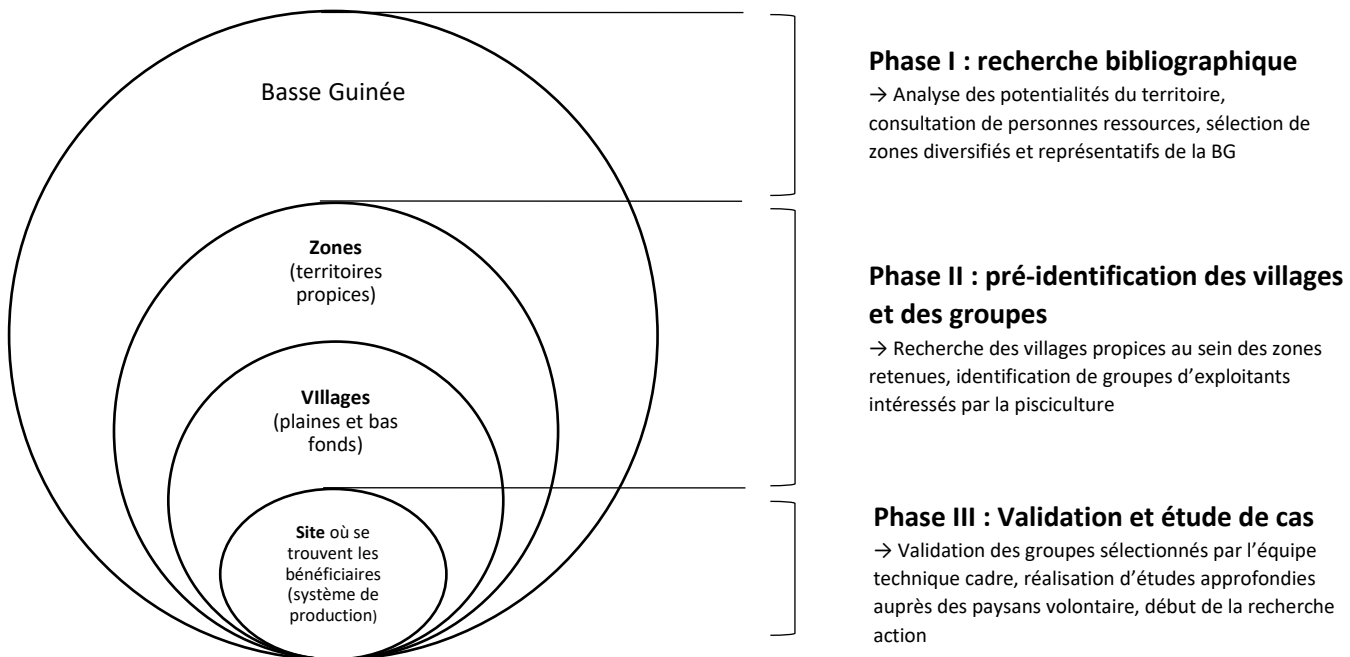 Basse Guinée
Zones
(territoires
propices)
VIllages
(plaines et bas
fonds)
Site où se
trouvent les
bénéficiaires
(système de
production)
Phase I : recherche bibliographique
→ Analyse des potentialités du territoire,
consultation de personnes ressources, sélection de
zones diversifiés et représentatifs de la BG
Phase II : pré-identification des villages
et des groupes
→ Recherche des villages propices au sein des zones
retenues, identification de groupes d’exploitants
intéressés par la pisciculture
Phase III : Validation et étude de cas
→ Validation des groupes sélectionnés par l’équipe
technique cadre, réalisation d’études approfondies
auprès des paysans volontaire, début de la recherche
action